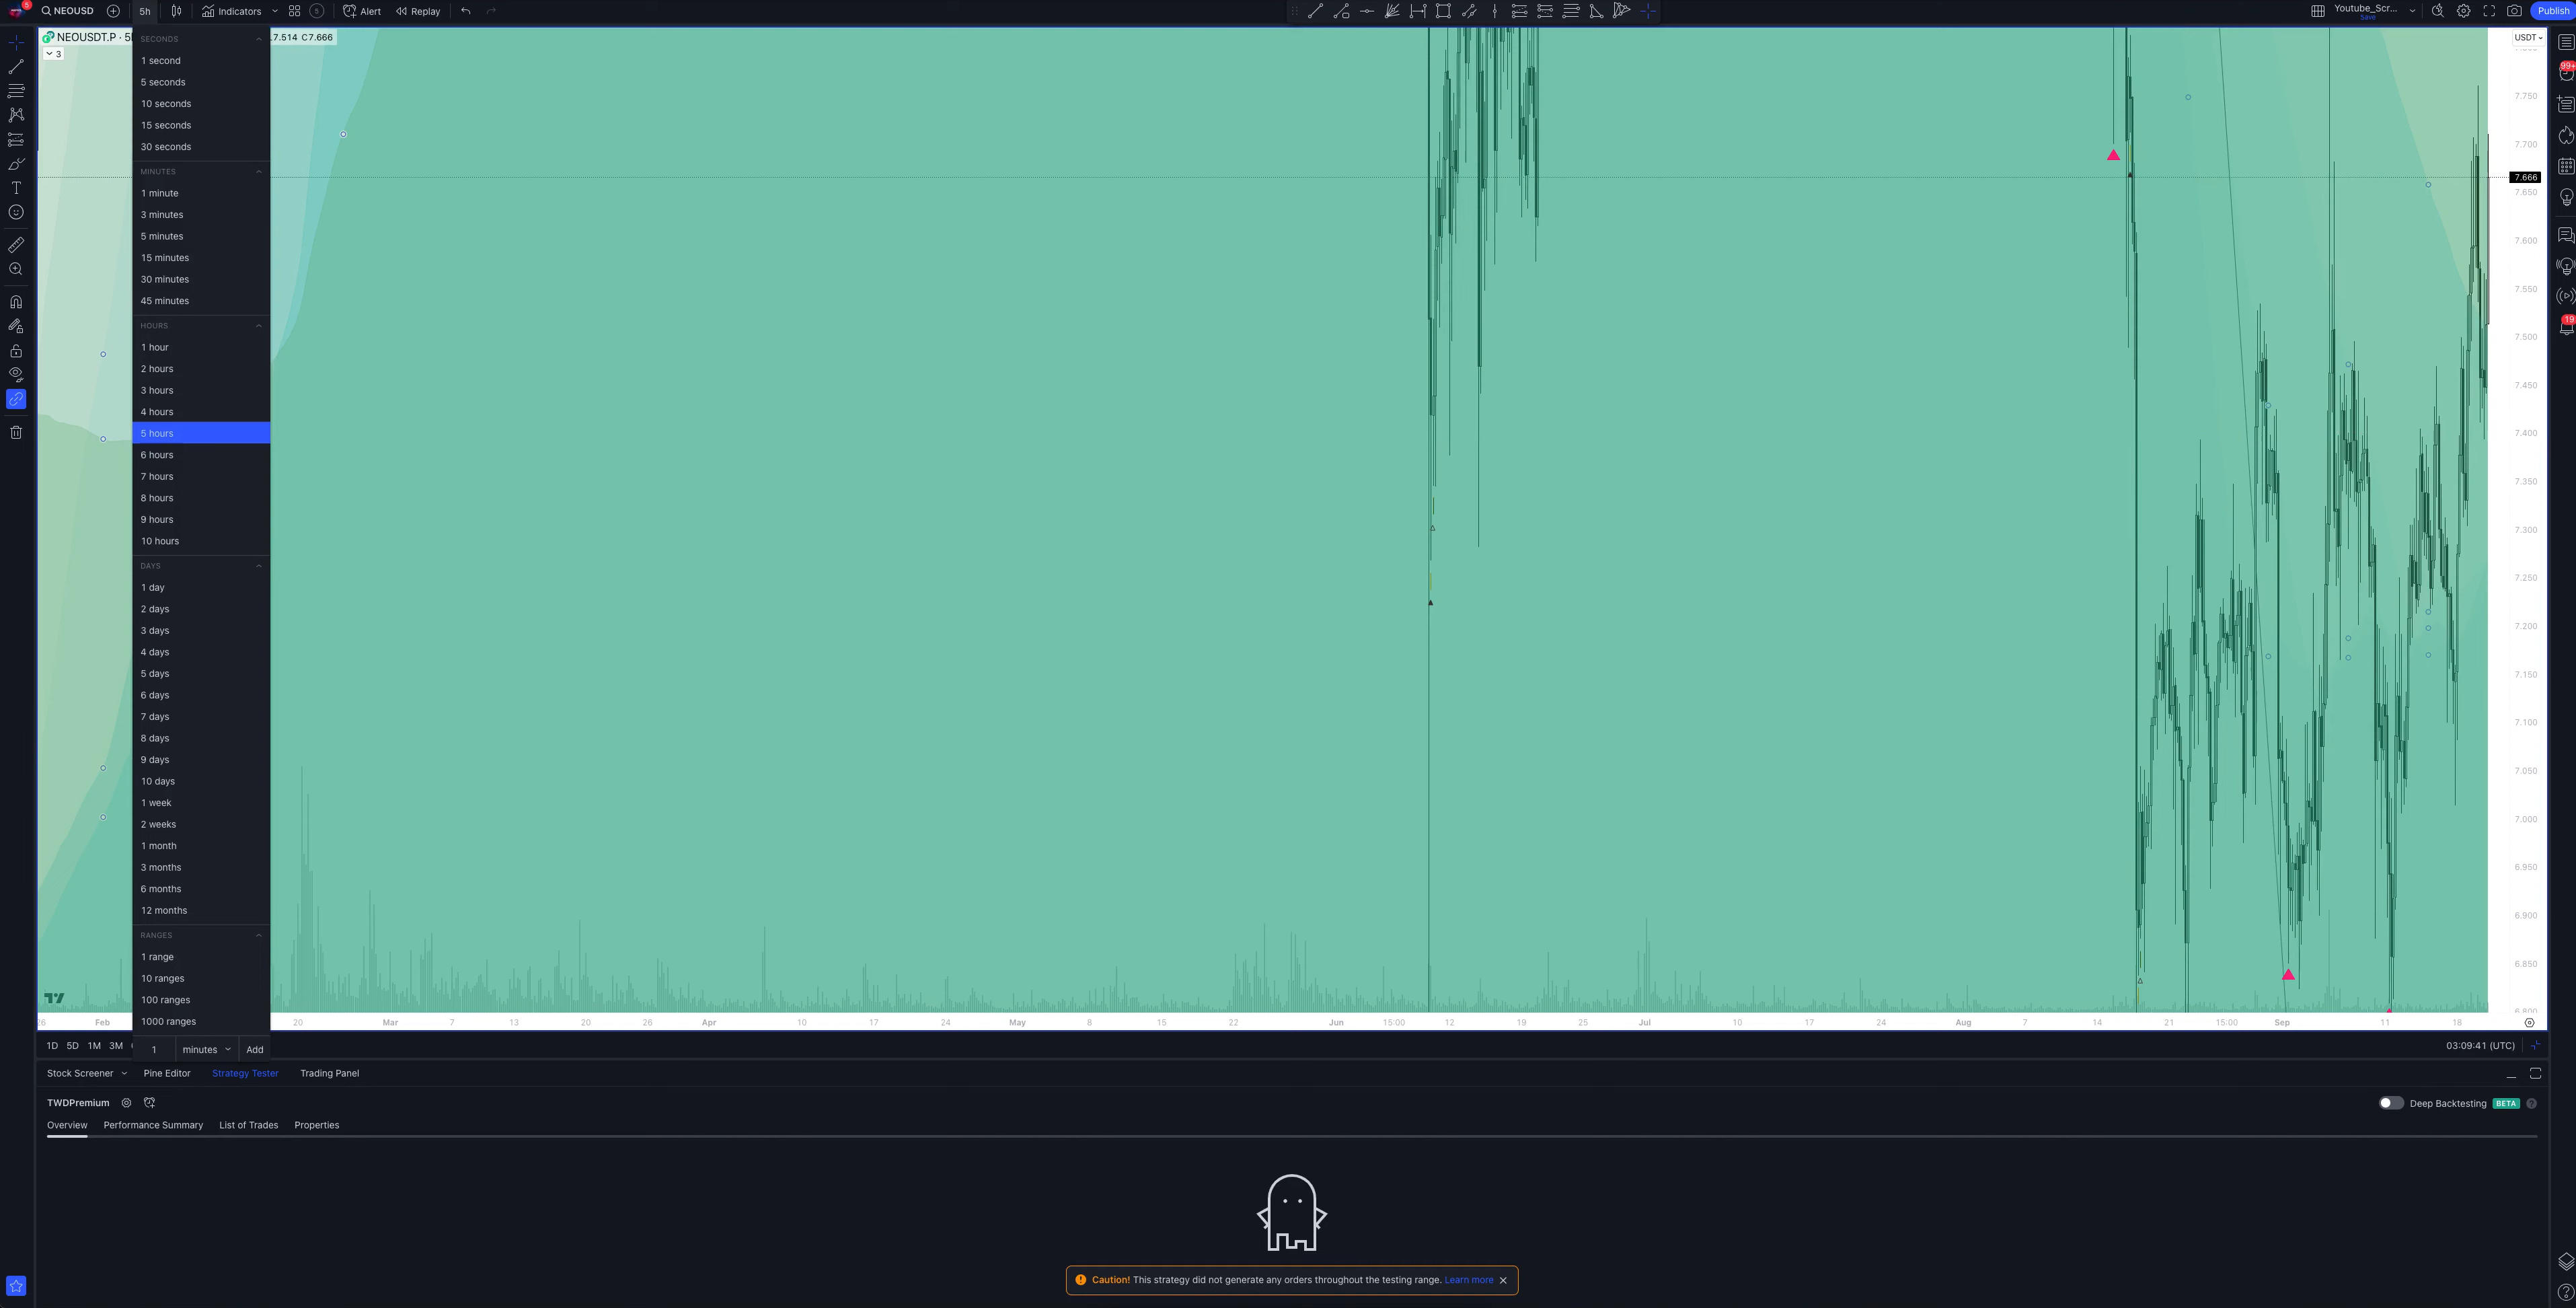 5
NEOUSD
5h
Indicators
5
Alert
Replay
Youtube_Scr...
Save
Publish
NEOUSDT.P · 5
7.514 C7.666
3
USDT
SECONDS
1 second
5 seconds
10 seconds
15 seconds
30 seconds
MINUTES
1 minute
3 minutes
5 minutes
15 minutes
30 minutes
45 minutes
HOURS
1 hour
2 hours
3 hours
4 hours
5 hours
6 hours
7 hours
8 hours
9 hours
10 hours
DAYS
1 day
2 days
3 days
4 days
5 days
6 days
7 days
8 days
9 days
10 days
1 week
2 weeks
1 month
3 months
6 months
12 months
RANGES
1 range
10 ranges
100 ranges
1000 ranges
1 minutes Add
7.750
7.700
7.666
7.650
7.600
7.550
7.500
7.450
7.400
7.350
7.300
7.250
7.200
7.150
7.100
7.050
7.000
6.950
6.900
6.850
6.800
99+
19
26 Feb 20 Mar 7 13 20 26 Apr 10 17 24 May 8 15 22 Jun 15:00 12 19 25 Jul 10 17 24 Aug 7 14 21 15:00 Sep 11 18
1D 5D 1M 3M
03:09:41 (UTC)
Stock Screener Pine Editor Strategy Tester Trading Panel
TWDPremium
Deep Backtesting BETA
Overview Performance Summary List of Trades Properties
Caution! This strategy did not generate any orders throughout the testing range. Learn more